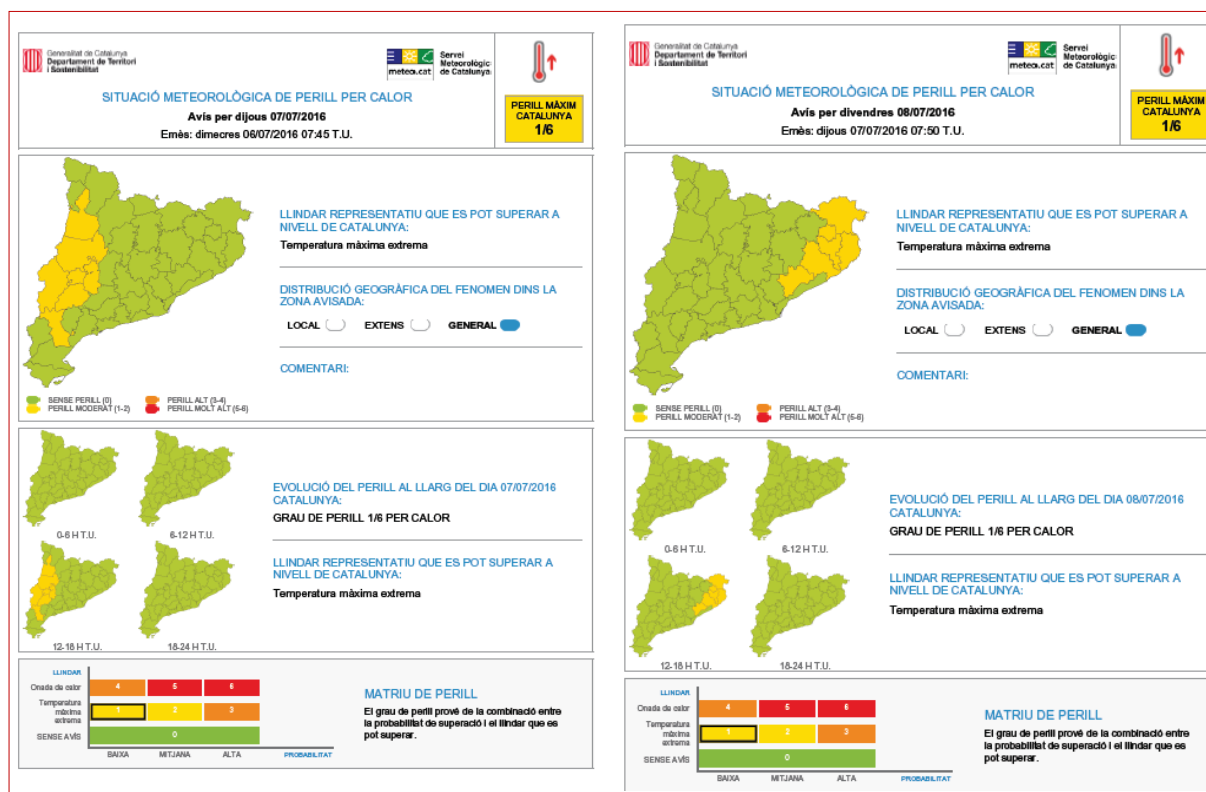 Generalitat de Catalunya
Departament de Territori
i Sostenibilitat
meteo.cat
Servei
Meteorològic
de Catalunya
SITUACIÓ METEOROLÒGICA DE PERILL PER CALOR
Avís per dijous 07/07/2016
Emès: dimecres 06/07/2016 07:45 T.U.
PERILL MÀXIM
CATALUNYA
1/6
LLINDAR REPRESENTATIU QUE ES POT SUPERAR A
NIVELL DE CATALUNYA:
Temperatura màxima extrema
DISTRIBUCIÓ GEOGRÀFICA DEL FENOMEN DINS LA
ZONA AVISADA:
LOCAL EXTENS GENERAL
COMENTARI:
SENSE PERILL (0) PERILL ALT (3-4)
PERILL MODERAT (1-2) PERILL MOLT ALT (5-6)
0-6 H T.U. 6-12 H T.U.
12-18 H T.U. 18-24 H T.U.
EVOLUCIÓ DEL PERILL AL LLARG DEL DIA 07/07/2016
CATALUNYA:
GRAU DE PERILL 1/6 PER CALOR
LLINDAR REPRESENTATIU QUE ES POT SUPERAR A
NIVELL DE CATALUNYA:
Temperatura màxima extrema
LLINDAR
Onada de calor 4 5 6
Temperatura
màxima
extrema
1 2 3
SENSE AVÍS 0
BAIXA MITJANA ALTA PROBABILITAT
MATRIU DE PERILL
El grau de perill prové de la combinació entre
la probabilitat de superació i el llindar que es
pot superar.
Generalitat de Catalunya
Departament de Territori
i Sostenibilitat
meteo.cat
Servei
Meteorològic
de Catalunya
SITUACIÓ METEOROLÒGICA DE PERILL PER CALOR
Avís per divendres 08/07/2016
Emès: dijous 07/07/2016 07:50 T.U.
PERILL MÀXIM
CATALUNYA
1/6
LLINDAR REPRESENTATIU QUE ES POT SUPERAR A
NIVELL DE CATALUNYA:
Temperatura màxima extrema
DISTRIBUCIÓ GEOGRÀFICA DEL FENOMEN DINS LA
ZONA AVISADA:
LOCAL EXTENS GENERAL
COMENTARI:
SENSE PERILL (0) PERILL ALT (3-4)
PERILL MODERAT (1-2) PERILL MOLT ALT (5-6)
0-6 H T.U. 6-12 H T.U.
12-18 H T.U. 18-24 H T.U.
EVOLUCIÓ DEL PERILL AL LLARG DEL DIA 08/07/2016
CATALUNYA:
GRAU DE PERILL 1/6 PER CALOR
LLINDAR REPRESENTATIU QUE ES POT SUPERAR A
NIVELL DE CATALUNYA:
Temperatura màxima extrema
LLINDAR
Onada de calor 4 5 6
Temperatura
màxima
extrema
1 2 3
SENSE AVÍS 0
BAIXA MITJANA ALTA PROBABILITAT
MATRIU DE PERILL
El grau de perill prové de la combinació entre
la probabilitat de superació i el llindar que es
pot superar.